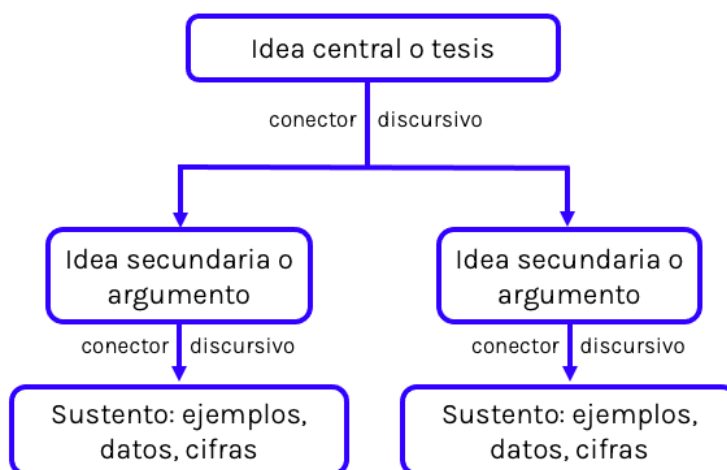 Idea central o tesis
conector discursivo
Idea secundaria o
argumento
Idea secundaria o
argumento
conector discursivo
conector discursivo
Sustento: ejemplos,
datos, cifras
Sustento: ejemplos,
datos, cifras